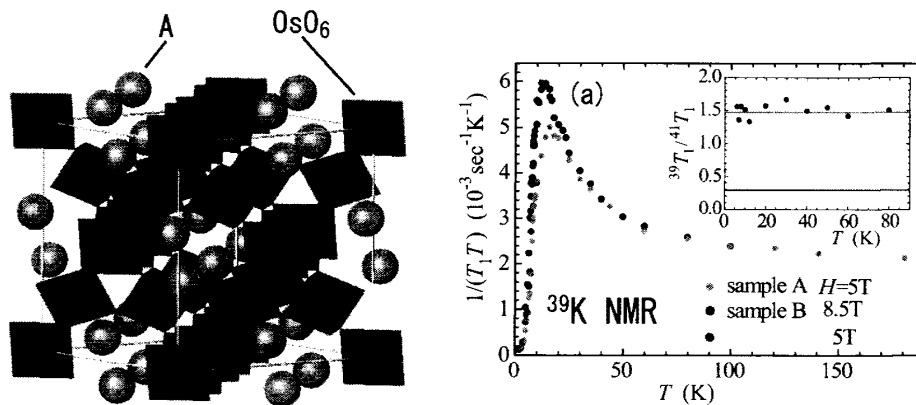 A
OsO₆
(a)
1/(T₁T) (10⁻³ sec⁻¹K⁻¹)
6
5
4
3
2
1
0
0
50
100
150
T (K)
³⁹K NMR
sample A H=5T
sample B 8.5T
5T
³⁹T₁/⁴¹T₁
2.0
1.5
1.0
0.5
0.0
0 20 40 60 80
T (K)